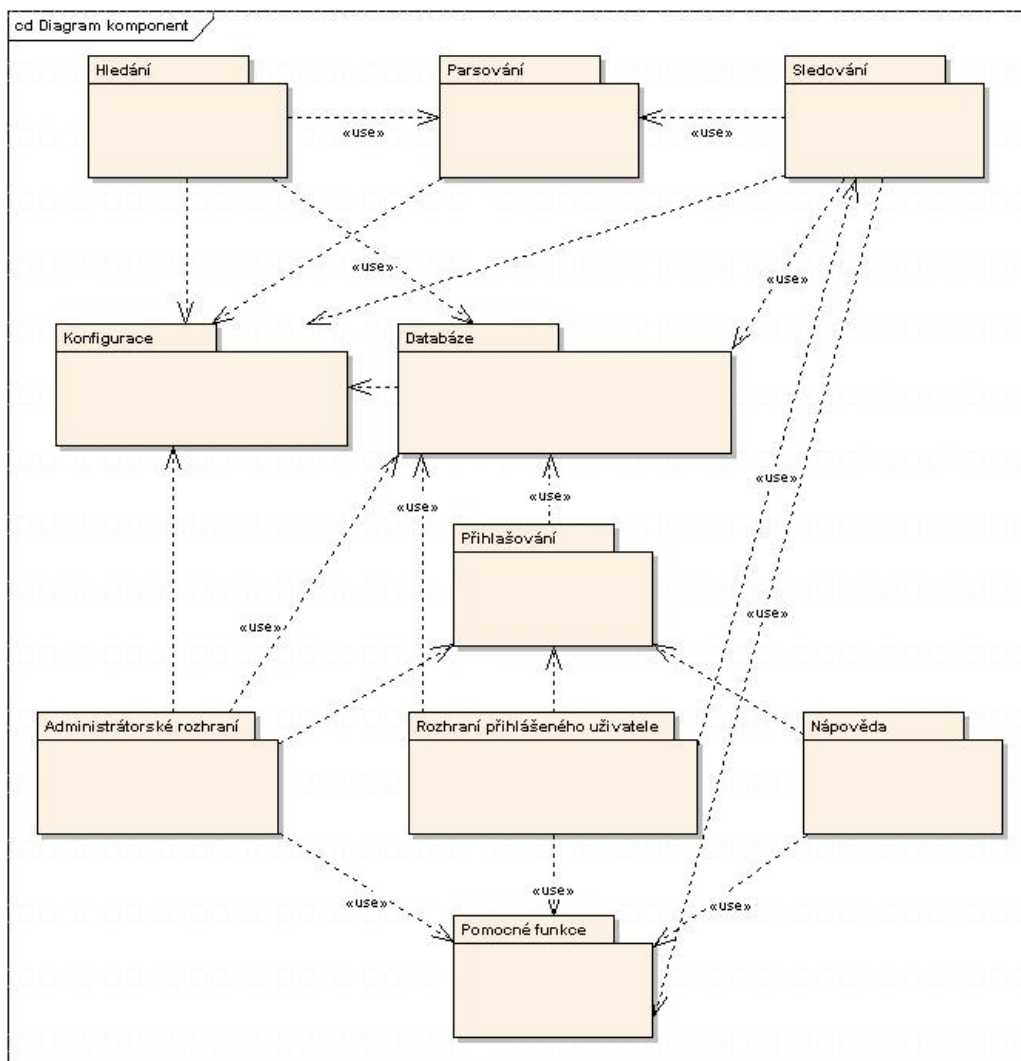 cd Diagram komponent
Hledání
Parsování
Sledování
«use»
«use»
«use»
«use»
Konfigurace
Databáze
«use»
«use»
«use»
Přihlašování
«use»
«use»
«use»
Administrátorské rozhraní
Rozhraní přihlášeného uživatele
Nápověda
«use»
«use»
«use»
Pomocné funkce